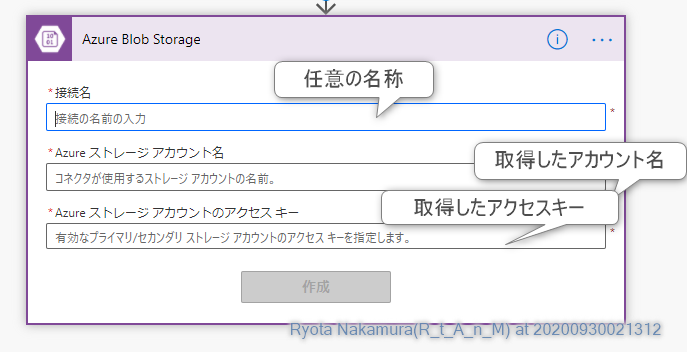 Azure Blob Storage
任意の名称
*接続名
接続の名前の入力
*
*Azure ストレージ アカウント名
取得したアカウント名
コネクタが使用するストレージ アカウントの名前。
*Azure ストレージ アカウントのアクセス キー
取得したアクセスキー
有効なプライマリ/セカンダリ ストレージ アカウントのアクセス キーを指定します。
*
作成
Ryota Nakamura(R_t_A_n_M) at 20200930021312